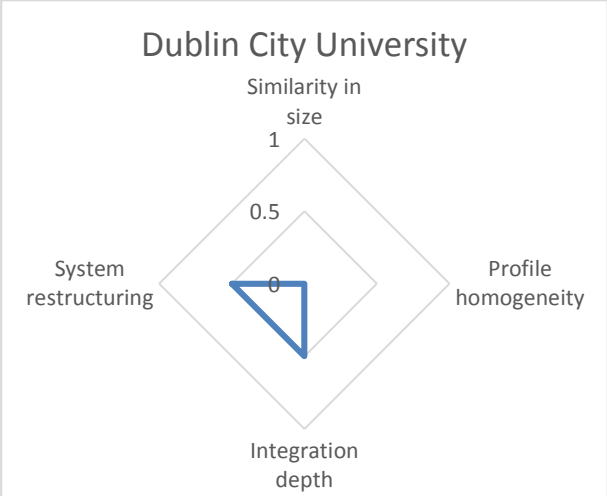 Dublin City University
Similarity in
size
1
0.5
System
restructuring
0
Profile
homogeneity
Integration
depth